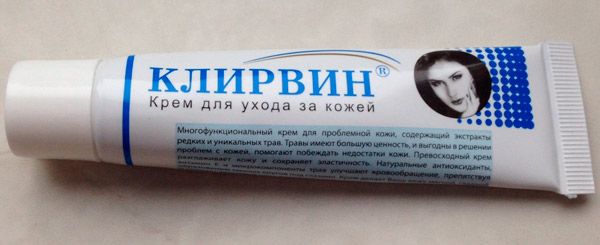 КЛИРВИН®
Крем для ухода за кожей
Многофункциональный крем для проблемной кожи, содержащий экстракты
редких и уникальных трав. Травы имеют большую ценность, и выгодны в решении
проблем с кожей, помогают побеждать недостатки кожи. Превосходный крем
разглаживает кожу и сохраняет эластичность. Натуральные антиоксиданты,
микрокомпоненты трав улучшают кровообращение, препятствуя